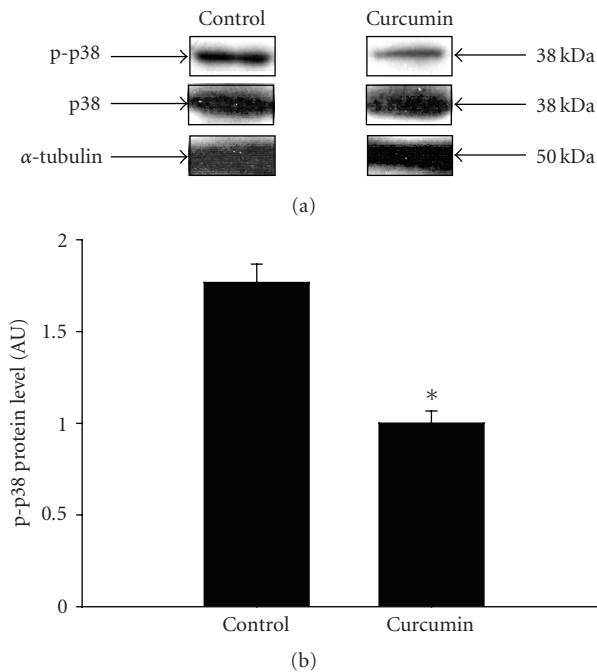 Control Curcumin
p-p38 38 kDa
p38 38 kDa
α-tubulin 50 kDa
(a)
p-p38 protein level (AU)
2
1.5
1
0.5
0
*
Control Curcumin
(b)